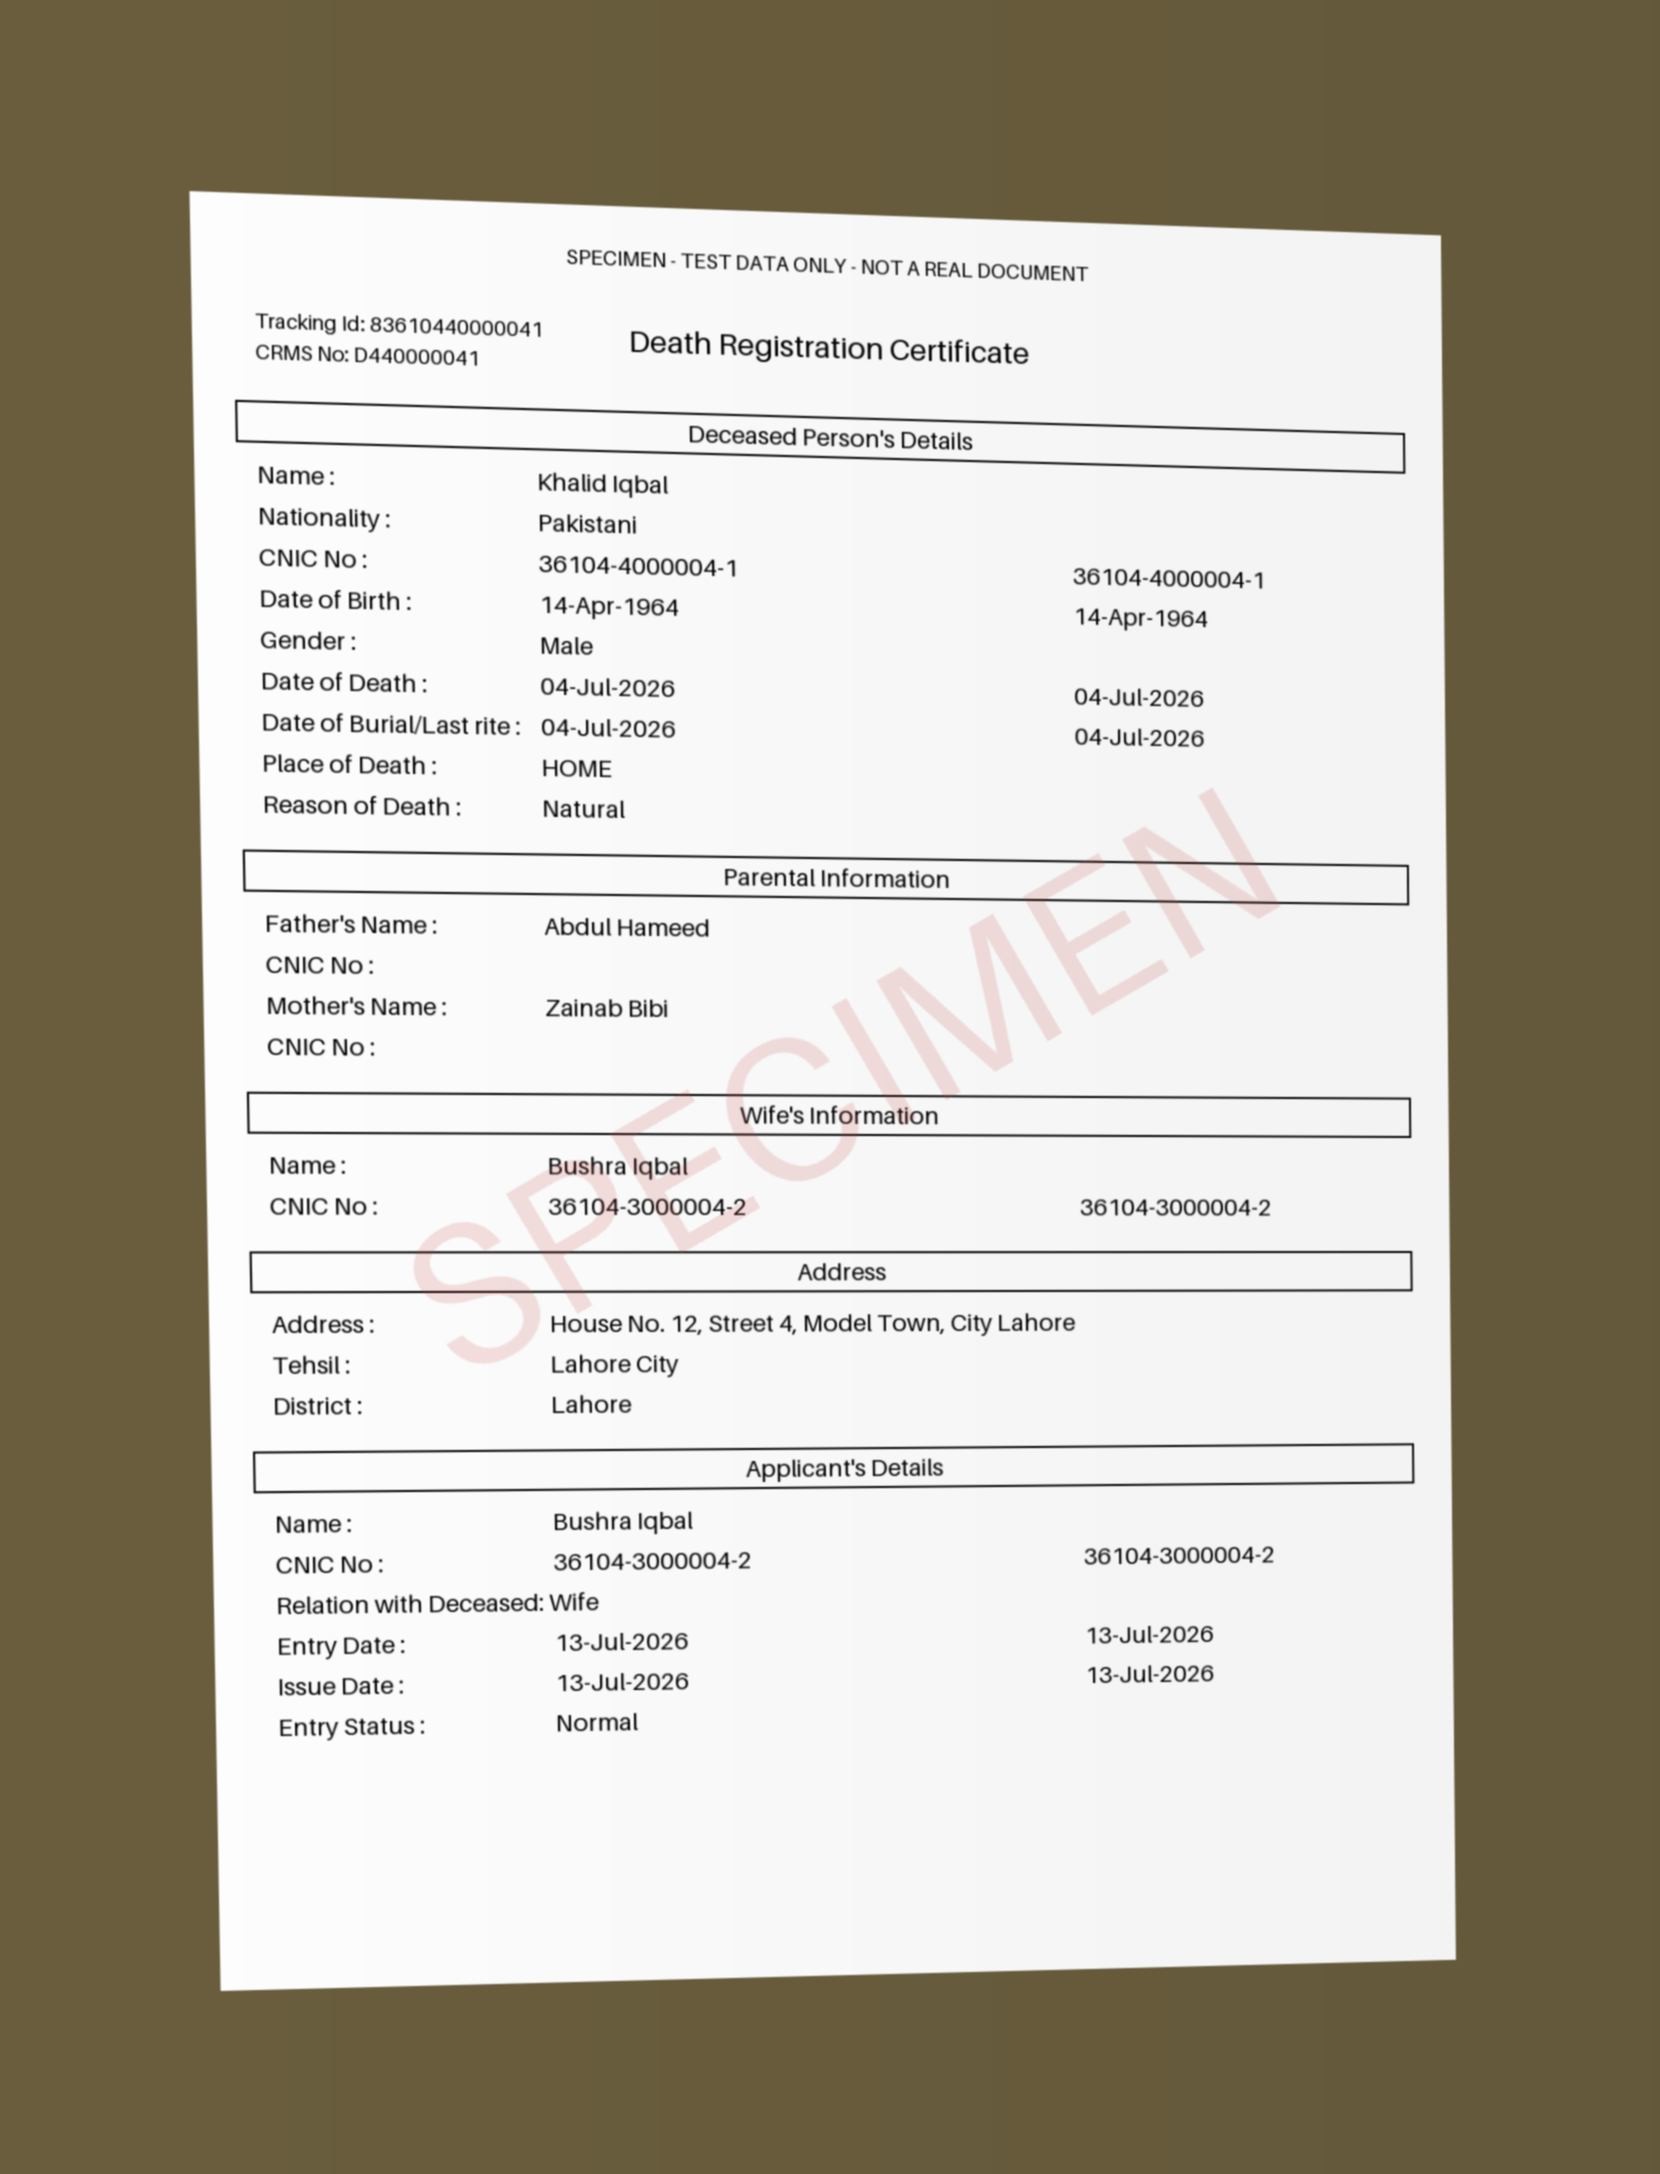 SPECIMEN - TEST DATA ONLY - NOT A REAL DOCUMENT
Tracking Id: 83610440000041
CRMS No: D440000041
Death Registration Certificate
Deceased Person's Details
Name : Khalid Iqbal
Nationality : Pakistani
CNIC No : 36104-4000004-1 36104-4000004-1
Date of Birth : 14-Apr-1964 14-Apr-1964
Gender : Male
Date of Death : 04-Jul-2026 04-Jul-2026
Date of Burial/Last rite : 04-Jul-2026 04-Jul-2026
Place of Death : HOME
Reason of Death : Natural
Parental Information
Father's Name : Abdul Hameed
CNIC No :
Mother's Name : Zainab Bibi
CNIC No :
Wife's Information
Name : Bushra Iqbal
CNIC No : 36104-3000004-2 36104-3000004-2
Address
Address : House No. 12, Street 4, Model Town, City Lahore
Tehsil : Lahore City
District : Lahore
Applicant's Details
Name : Bushra Iqbal
CNIC No : 36104-3000004-2 36104-3000004-2
Relation with Deceased: Wife
Entry Date : 13-Jul-2026 13-Jul-2026
Issue Date : 13-Jul-2026 13-Jul-2026
Entry Status : Normal
SPECIMEN